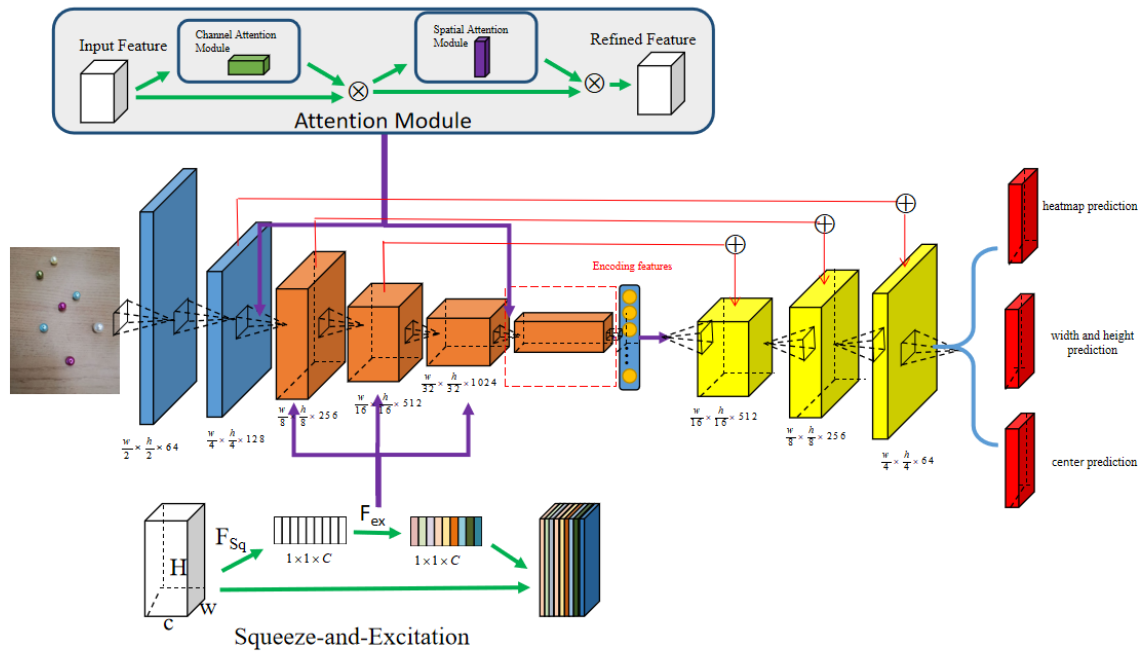 Input Feature
Channel Attention
Module
Spatial Attention
Module
Refined Feature
Attention Module
heatmap prediction
Encoding features
width and height
prediction
center prediction
w/2 × h/2 × 64
w/4 × h/4 × 128
w/8 × h/8 × 256
w/16 × h/16 × 512
w/32 × h/32 × 1024
w/16 × h/16 × 512
w/8 × h/8 × 256
w/4 × h/4 × 64
H
w
c
F_Sq
1×1×C
F_ex
1×1×C
Squeeze-and-Excitation